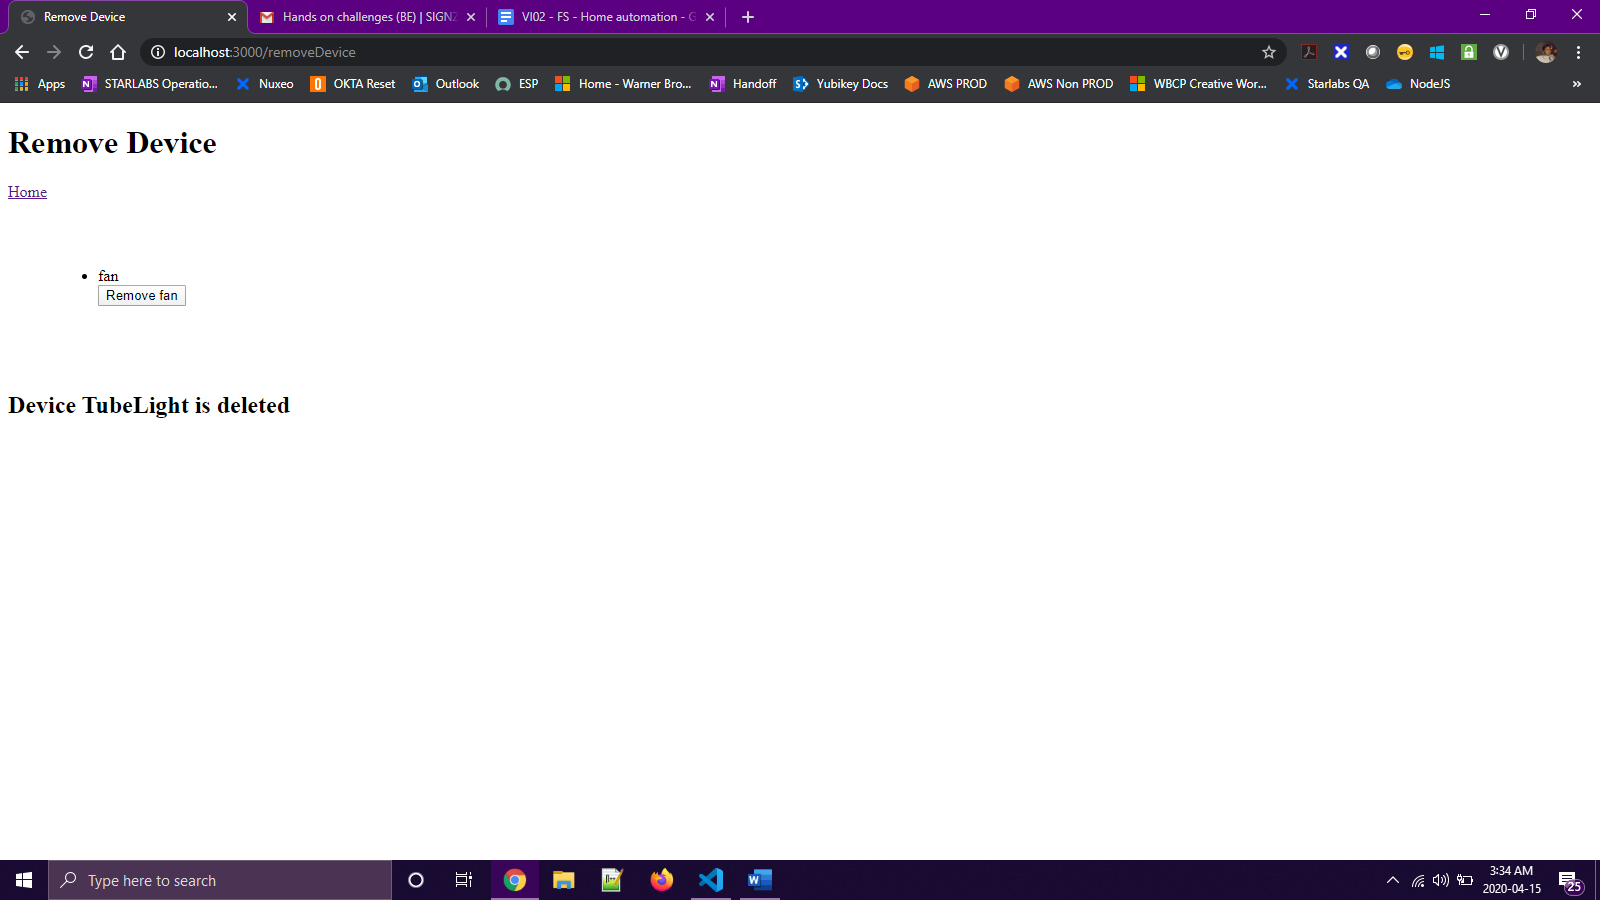 Remove Device
Hands on challenges (BE) | SIGNZ
VI02 - FS - Home automation - G
localhost:3000/removeDevice
Apps
STARLABS Operatio...
Nuxeo
OKTA Reset
Outlook
ESP
Home - Warner Bro...
Handoff
Yubikey Docs
AWS PROD
AWS Non PROD
WBCP Creative Wor...
Starlabs QA
NodeJS
»
Remove Device
Home
• fan
Remove fan
Device TubeLight is deleted
Type here to search
3:34 AM
2020-04-15
25